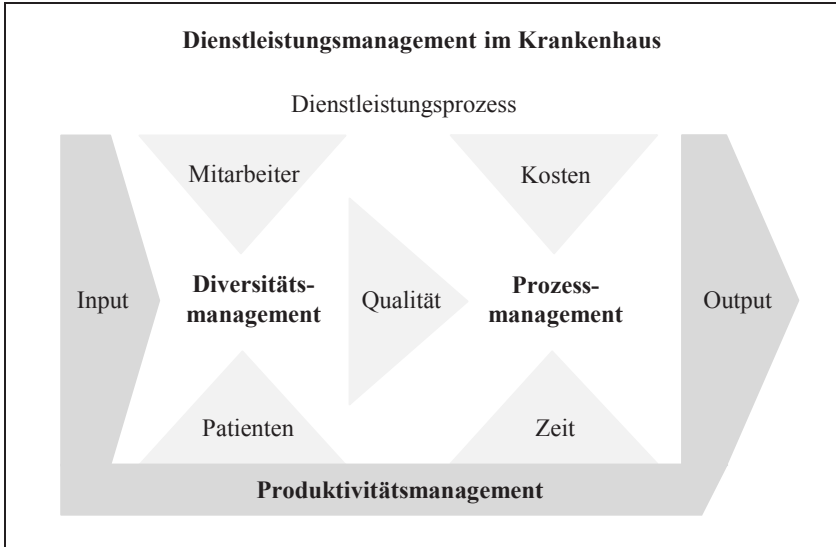 Dienstleistungsmanagement im Krankenhaus
Dienstleistungsprozess
Mitarbeiter
Kosten
Input
Diversitäts-
management
Qualität
Prozess-
management
Output
Patienten
Zeit
Produktivitätsmanagement